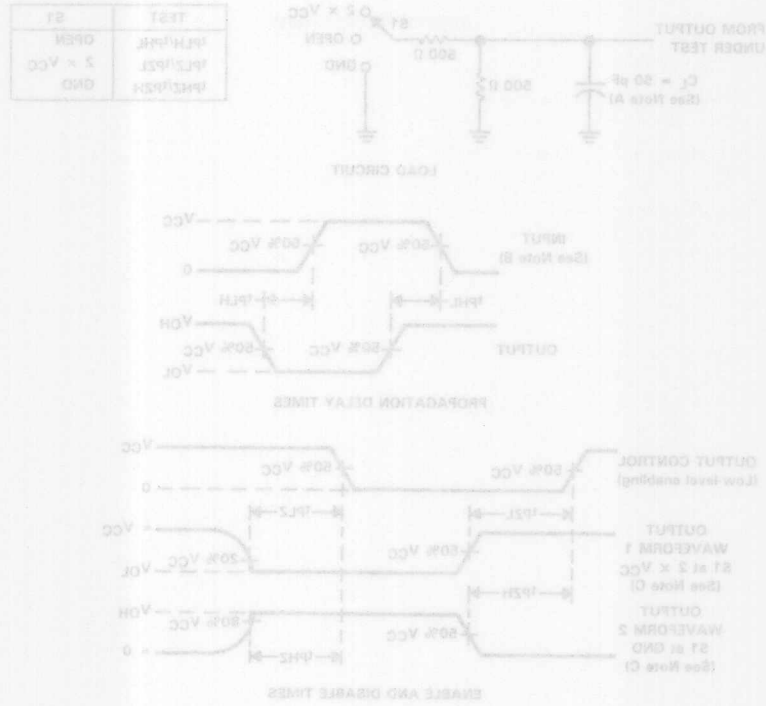 FROM OUTPUT
UNDER TEST
CL = 50 pF
(See Note A)
500 Ω
500 Ω
S1
2 × VCC
OPEN
GND
TEST S1
tPLH/tPHL OPEN
tPLZ/tPZL 2 × VCC
tPHZ/tPZH GND
LOAD CIRCUIT
INPUT
(See Note B)
50% VCC
50% VCC
VCC
0
tPHL
tPLH
OUTPUT
50% VCC
50% VCC
VOH
VOL
PROPAGATION DELAY TIMES
OUTPUT CONTROL
(Low level enabling)
50% VCC
50% VCC
VCC
0
tPZL
tPLZ
OUTPUT
WAVEFORM 1
S1 at 2 × VCC
(See Note C)
50% VCC
20% VCC
≈ VCC
VOL
tPZH
OUTPUT
WAVEFORM 2
S1 at GND
(See Note C)
50% VCC
80% VCC
VOH
≈ 0
tPHZ
ENABLE AND DISABLE TIMES